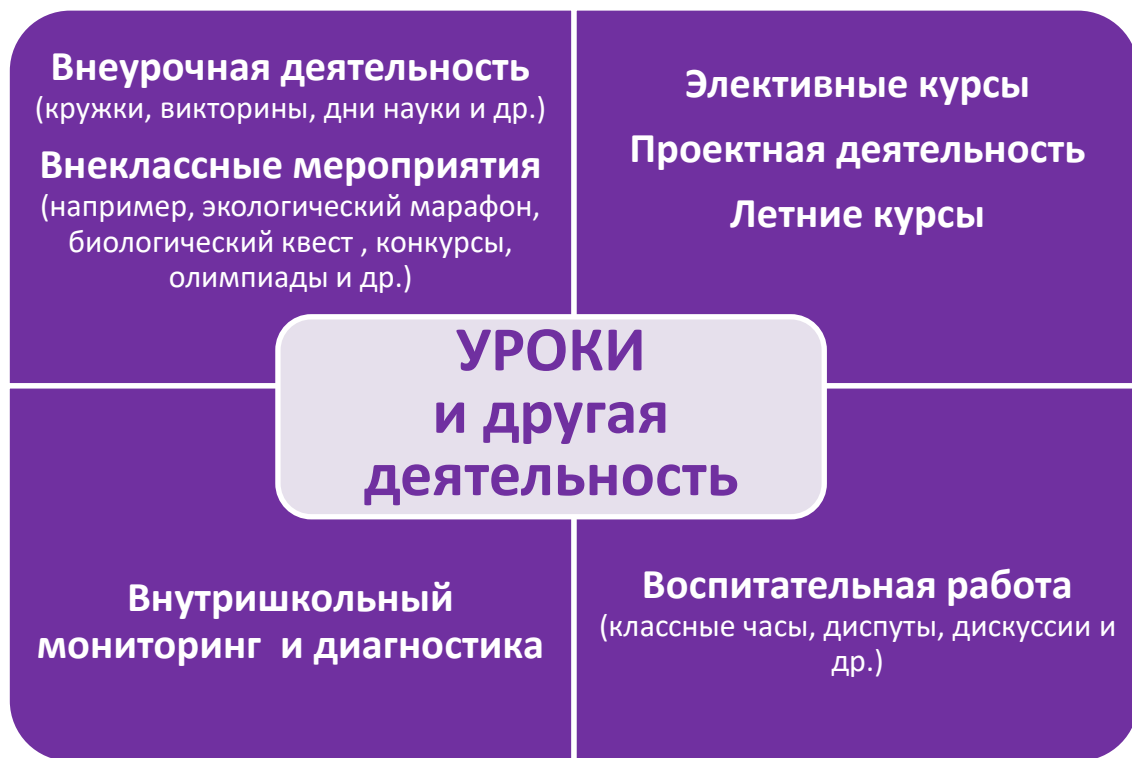 Внеурочная деятельность
(кружки, викторины, дни науки и др.)
Внеклассные мероприятия
(например, экологический марафон,
биологический квест , конкурсы,
олимпиады и др.)
Элективные курсы
Проектная деятельность
Летние курсы
УРОКИ
и другая
деятельность
Внутришкольный
мониторинг и диагностика
Воспитательная работа
(классные часы, диспуты, дискуссии и
др.)